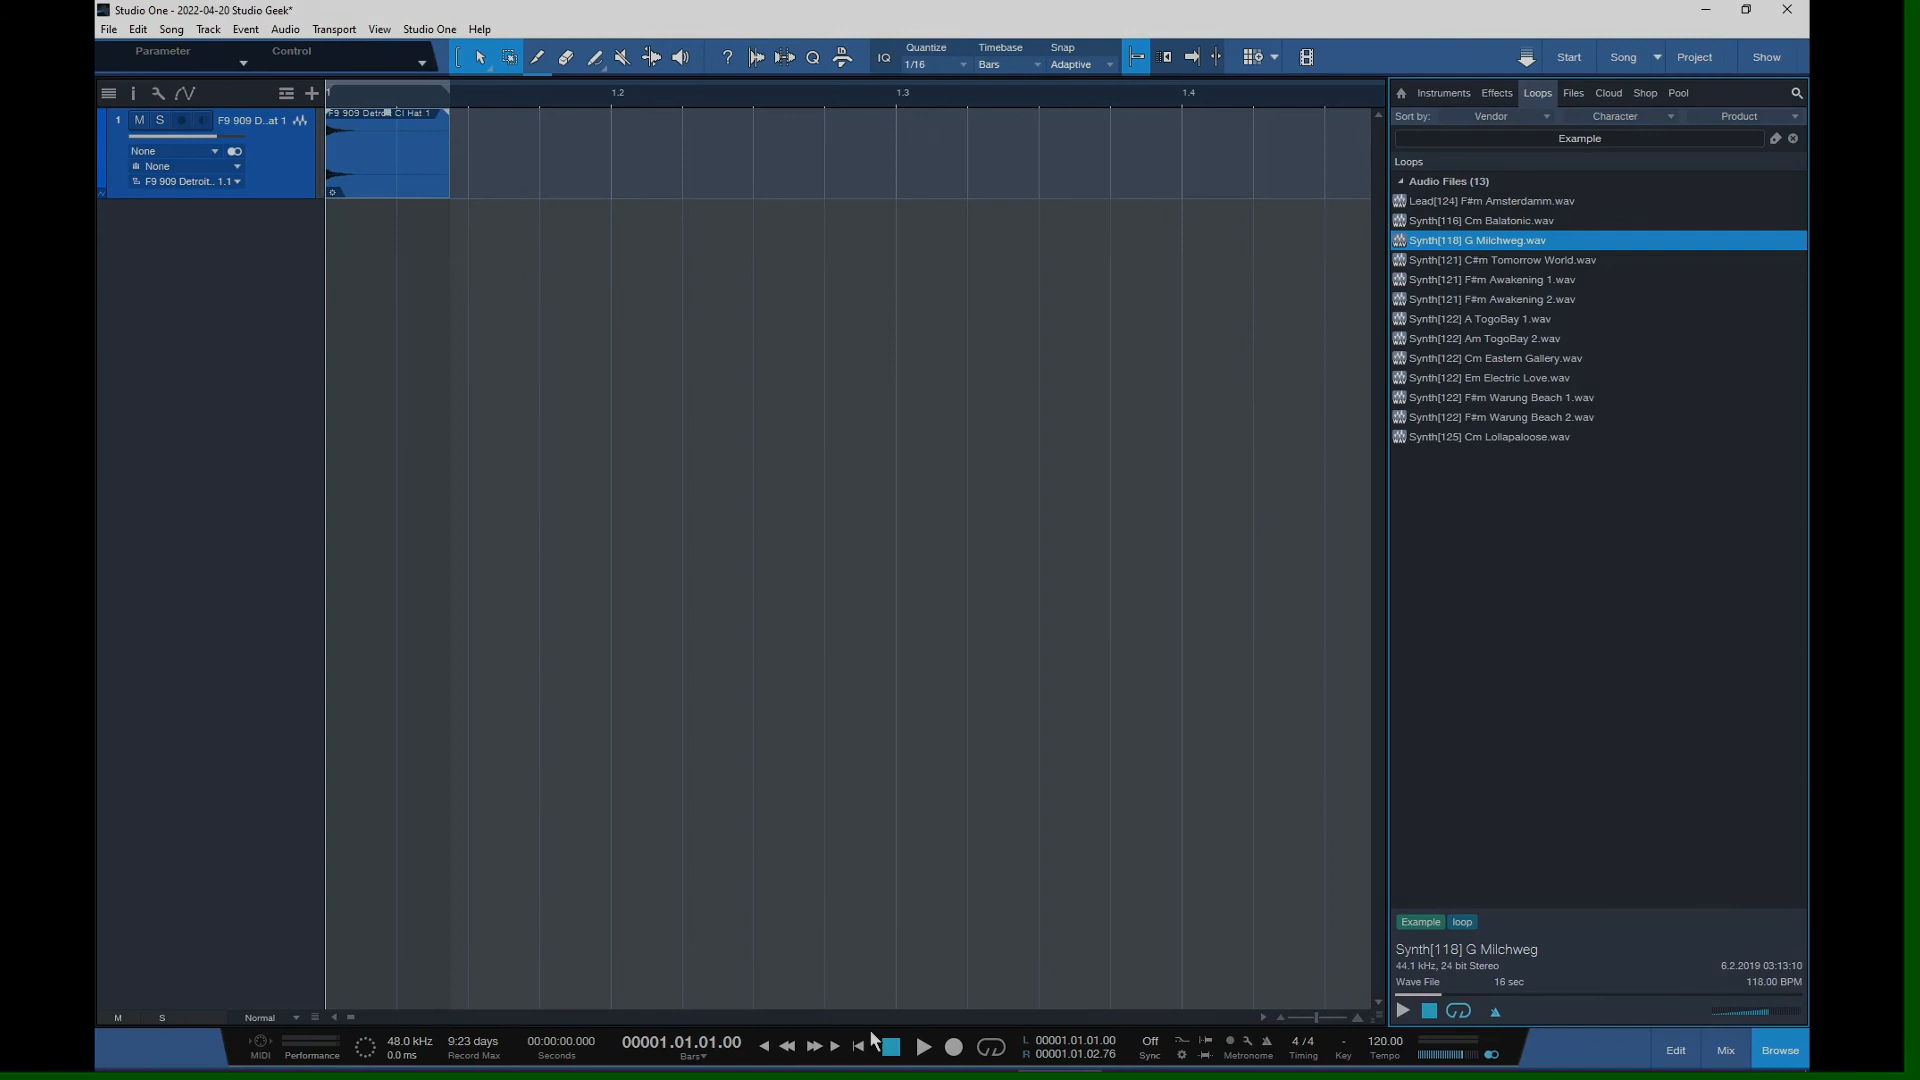 Studio One - 2022-04-20 Studio Geek*
File Edit Song Track Event Audio Transport View Studio One Help
Parameter Control
IQ Quantize 1/16 Timebase Bars Snap Adaptive
Start Song Project Show
1 1.2 1.3 1.4
1 M S F9 909 D..at 1
None
None
F9 909 Detroit.. 1.1
F9 909 Detroit Cl Hat 1
Instruments Effects Loops Files Cloud Shop Pool
Sort by: Vendor Character Product
Example
Loops
Audio Files (13)
Lead[124] F#m Amsterdamm.wav
Synth[116] Cm Balatonic.wav
Synth[118] G Milchweg.wav
Synth[121] C#m Tomorrow World.wav
Synth[121] F#m Awakening 1.wav
Synth[121] F#m Awakening 2.wav
Synth[122] A TogoBay 1.wav
Synth[122] Am TogoBay 2.wav
Synth[122] Cm Eastern Gallery.wav
Synth[122] Em Electric Love.wav
Synth[122] F#m Warung Beach 1.wav
Synth[122] F#m Warung Beach 2.wav
Synth[125] Cm Lollapaloose.wav
Example loop
Synth[118] G Milchweg
44.1 kHz, 24 bit Stereo 6.2.2019 03:13:10
Wave File 16 sec 118.00 BPM
M S Normal
MIDI Performance
48.0 kHz
0.0 ms
9:23 days
Record Max
00:00:00.000
Seconds
00001.01.01.00
Bars
L 00001.01.01.00
R 00001.01.02.76
Off
Sync
Metronome
4 / 4
Timing
-
Key
120.00
Tempo
Edit Mix Browse